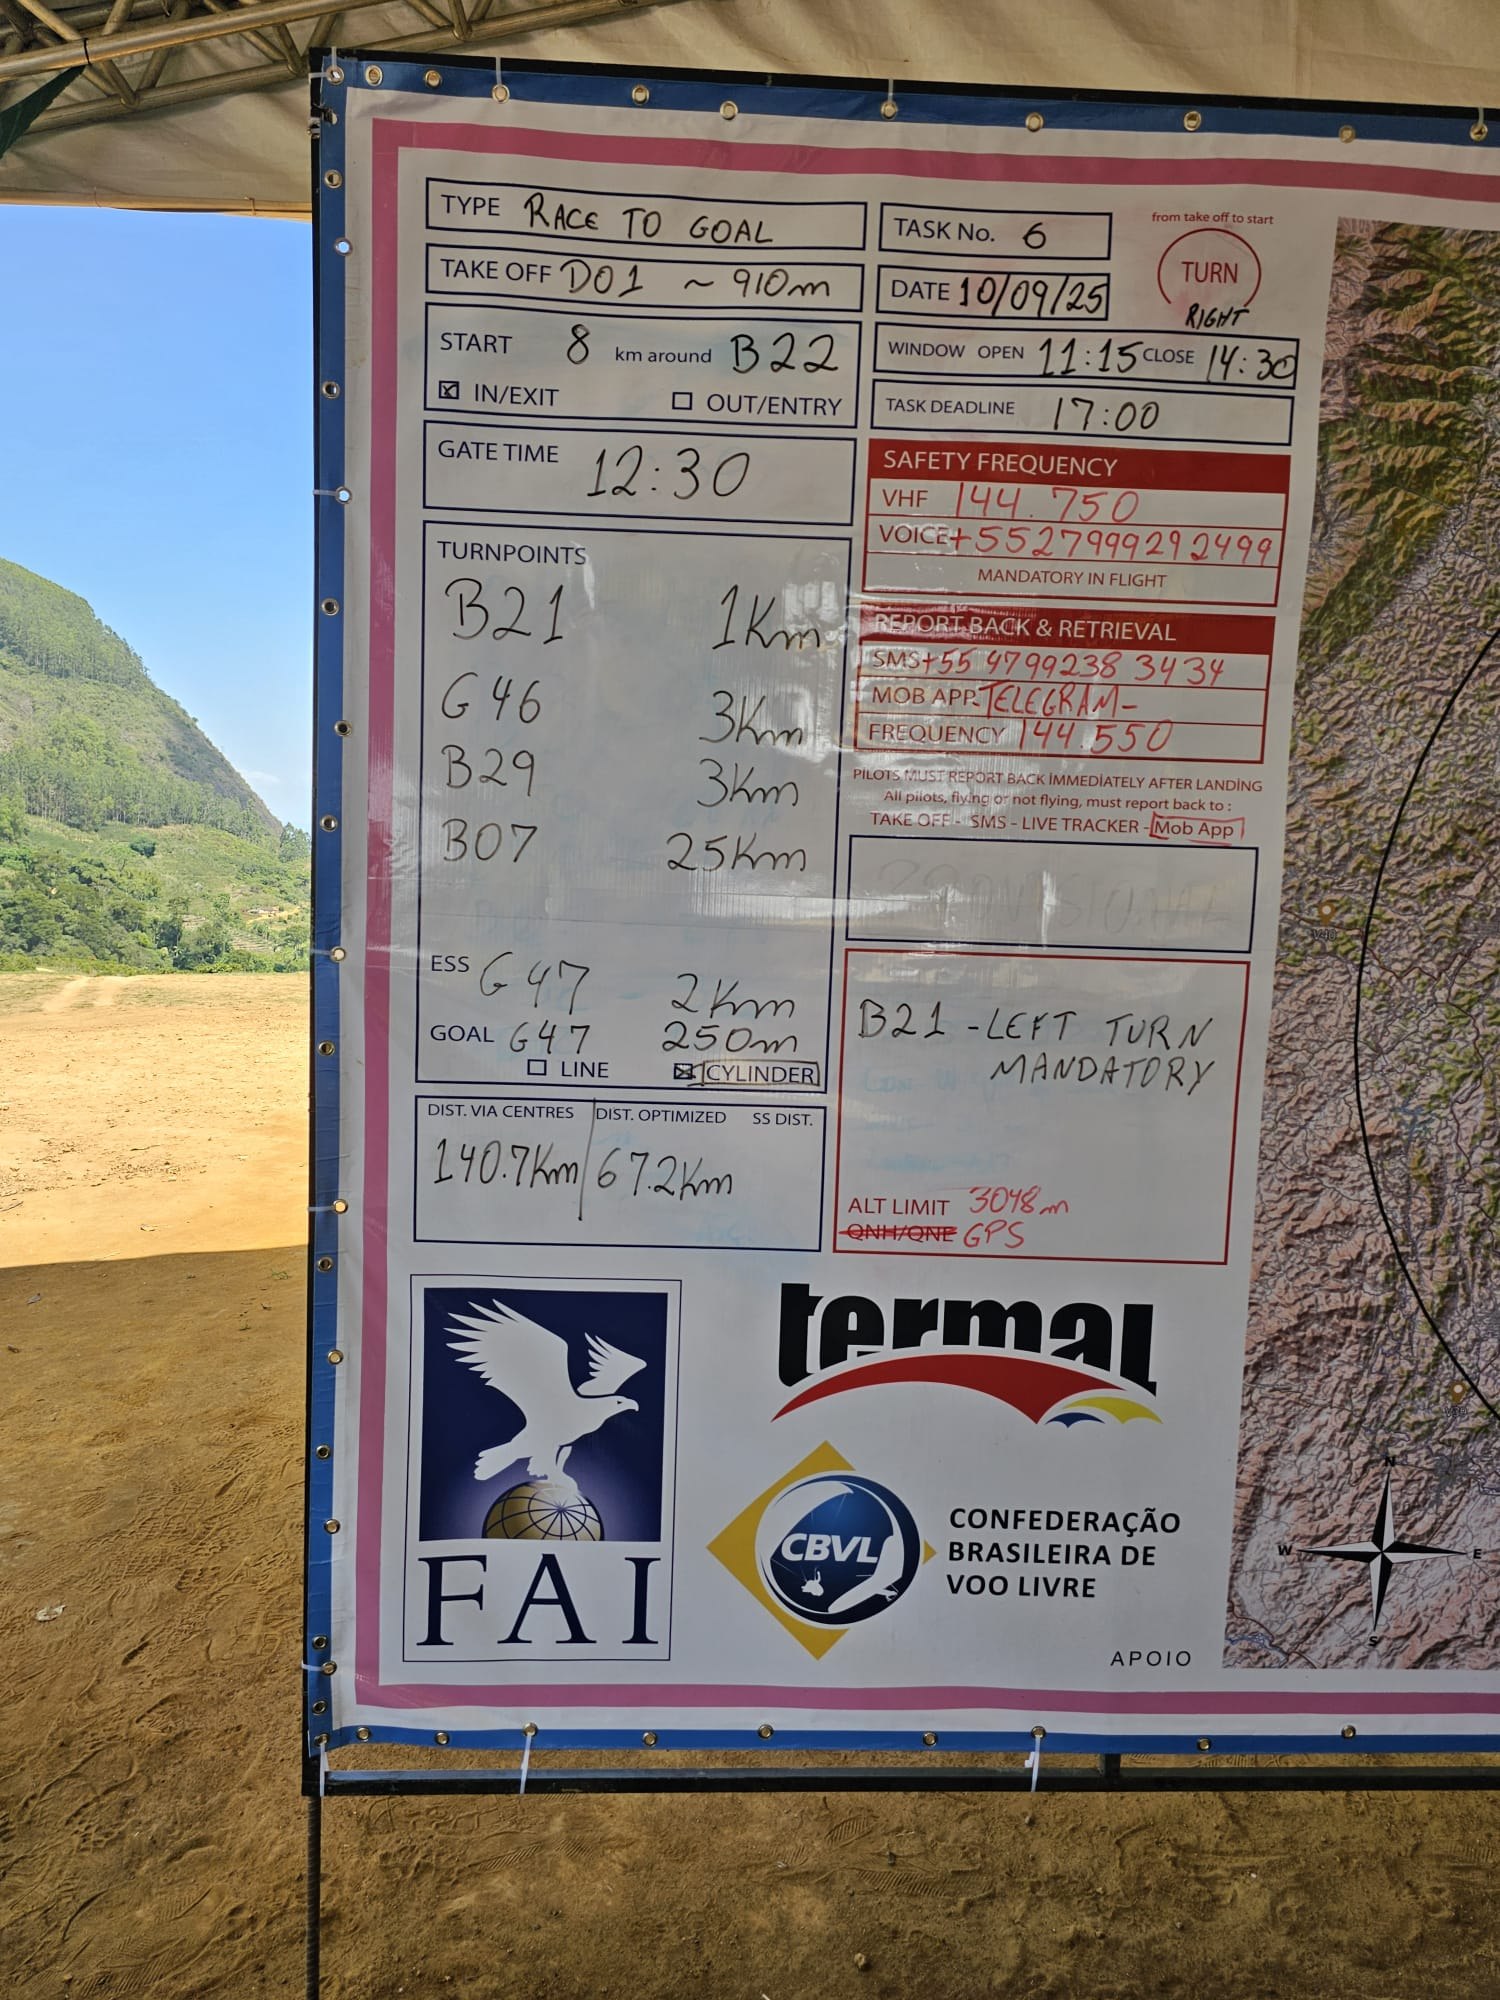 TYPE RACE TO GOAL
TAKE OFF D01 ~ 910m
START 8 km around B22
☒ IN/EXIT ☐ OUT/ENTRY
GATE TIME 12:30
TURNPOINTS
B21 1Km
G46 3Km
B29 3Km
B07 25Km
ESS G47 2Km
GOAL G47 250m
☐ LINE ☒ CYLINDER
DIST. VIA CENTRES DIST. OPTIMIZED SS DIST.
140.7Km 67.2Km
TASK No. 6
DATE 10/09/25
from take off to start
TURN
RIGHT
WINDOW OPEN 11:15 CLOSE 14:30
TASK DEADLINE 17:00
SAFETY FREQUENCY
VHF 144.750
VOICE +5527999292499
MANDATORY IN FLIGHT
REPORT BACK & RETRIEVAL
SMS +55 4799238 3434
MOB APP. TELEGRAM-
FREQUENCY 144.550
PILOTS MUST REPORT BACK IMMEDIATELY AFTER LANDING
All pilots, flying or not flying, must report back to :
TAKE OFF - SMS - LIVE TRACKER - Mob App
B21 - LEFT TURN
MANDATORY
ALT LIMIT 3048m
QNH/QNE GPS
FAI
termal
CBVL
CONFEDERAÇÃO
BRASILEIRA DE
VOO LIVRE
APOIO
N
W E
S